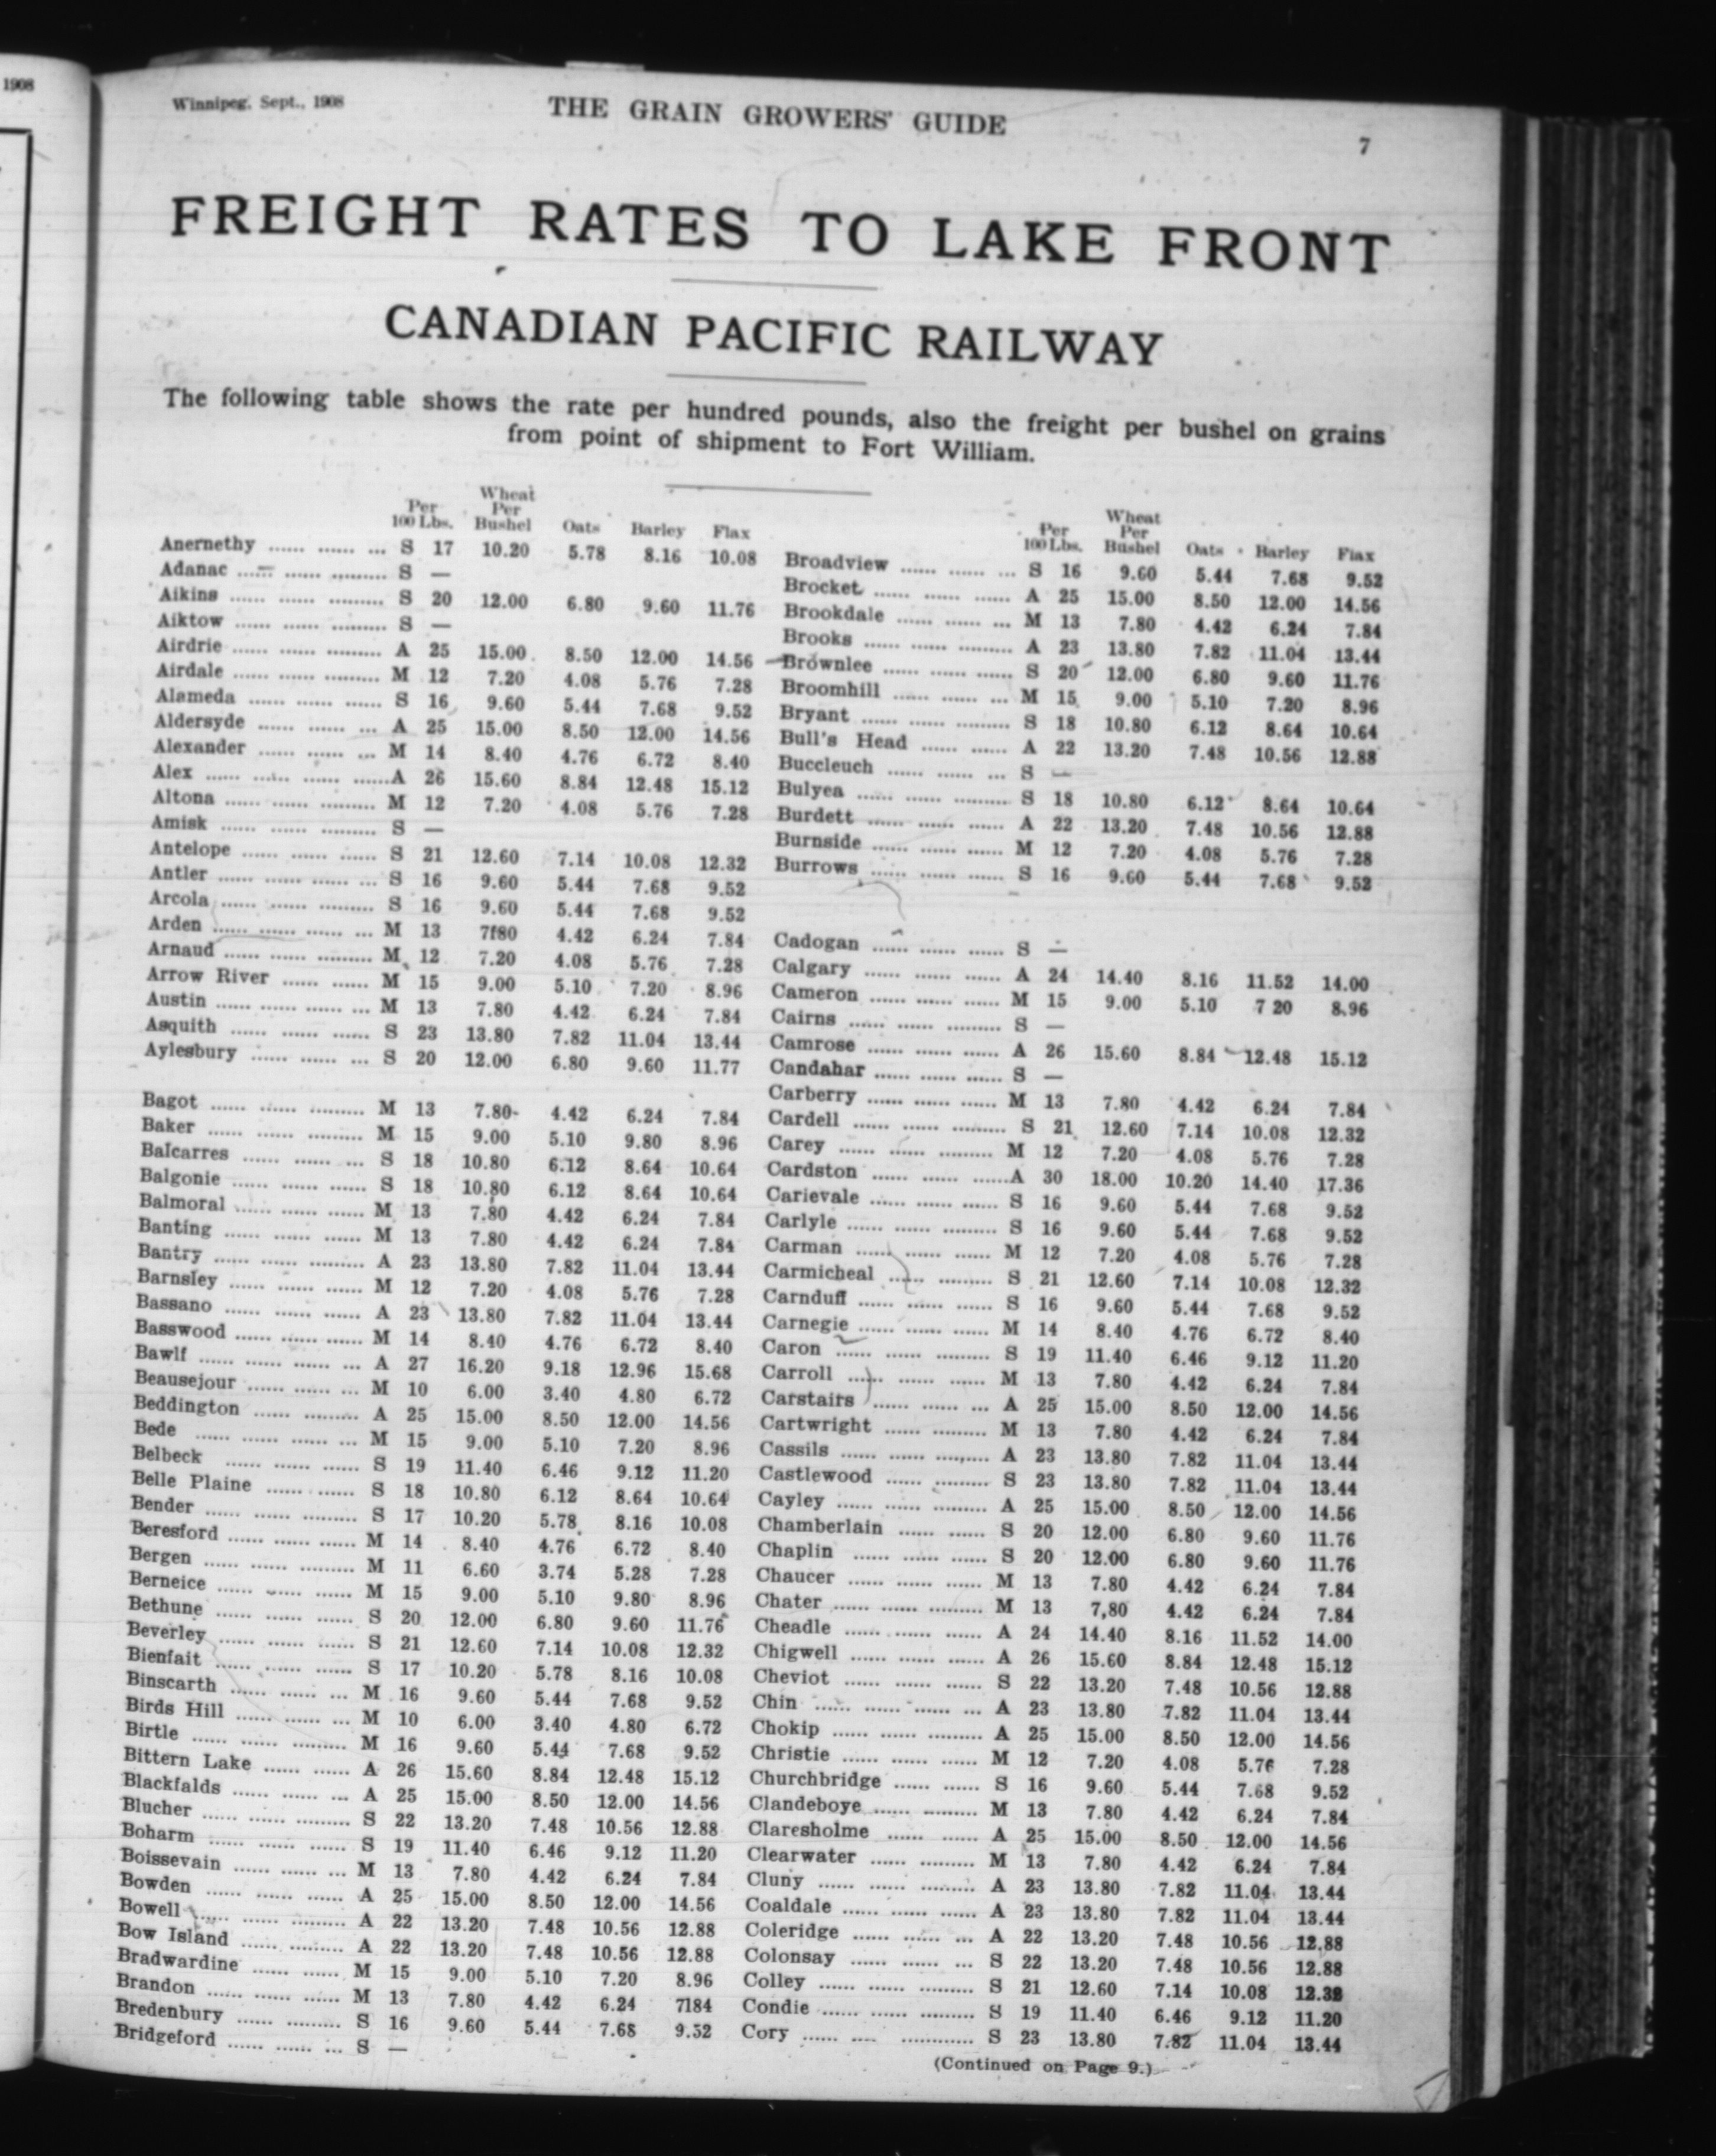 1908
Winnipeg, Sept., 1908
THE GRAIN GROWERS' GUIDE
7
FREIGHT RATES TO LAKE FRONT
CANADIAN PACIFIC RAILWAY
The following table shows the rate per hundred pounds, also the freight per bushel on grains
from point of shipment to Fort William.
Per 100 Lbs. Wheat Per Bushel Oats Barley Flax
Anernethy ...... ...... ... S 17 10.20 5.78 8.16 10.08
Adanac ...... ...... ......... S —
Aikins ...... ...... ......... S 20 12.00 6.80 9.60 11.76
Aiktow ...... ...... ......... S —
Airdrie ...... ...... ......... A 25 15.00 8.50 12.00 14.56
Airdale ...... ...... ......... M 12 7.20 4.08 5.76 7.28
Alameda ...... ...... ...... S 16 9.60 5.44 7.68 9.52
Aldersyde ...... ...... ... A 25 15.00 8.50 12.00 14.56
Alexander ...... ...... ... M 14 8.40 4.76 6.72 8.40
Alex ...... ...... ...... ......A 26 15.60 8.84 12.48 15.12
Altona ...... ...... ......... M 12 7.20 4.08 5.76 7.28
Amisk ...... ...... ......... S —
Antelope ...... ...... ...... S 21 12.60 7.14 10.08 12.32
Antler ...... ...... ...... ... S 16 9.60 5.44 7.68 9.52
Arcola ...... ...... ......... S 16 9.60 5.44 7.68 9.52
Arden ...... ...... ...... ... M 13 7f80 4.42 6.24 7.84
Arnaud ...... ...... ......... M 12 7.20 4.08 5.76 7.28
Arrow River ...... ...... M 15 9.00 5.10 7.20 8.96
Austin ...... ...... ...... ... M 13 7.80 4.42 6.24 7.84
Asquith ...... ...... ...... S 23 13.80 7.82 11.04 13.44
Aylesbury ...... ...... ... S 20 12.00 6.80 9.60 11.77
Bagot ...... ...... ......... M 13 7.80 4.42 6.24 7.84
Baker ...... ...... ......... M 15 9.00 5.10 9.80 8.96
Balcarres ...... ...... ... S 18 10.80 6.12 8.64 10.64
Balgonie ...... ...... ...... S 18 10.80 6.12 8.64 10.64
Balmoral ...... ...... ...... M 13 7.80 4.42 6.24 7.84
Banting ...... ...... ...... M 13 7.80 4.42 6.24 7.84
Bantry ...... ...... ......... A 23 13.80 7.82 11.04 13.44
Barnsley ...... ...... ...... M 12 7.20 4.08 5.76 7.28
Bassano ...... ...... ...... A 23 13.80 7.82 11.04 13.44
Basswood ...... ...... ...... M 14 8.40 4.76 6.72 8.40
Bawlf ...... ...... ...... ... A 27 16.20 9.18 12.96 15.68
Beausejour ...... ...... ... M 10 6.00 3.40 4.80 6.72
Beddington ...... ......... A 25 15.00 8.50 12.00 14.56
Bede ...... ...... ...... ... M 15 9.00 5.10 7.20 8.96
Belbeck ...... ...... ...... S 19 11.40 6.46 9.12 11.20
Belle Plaine ...... ...... S 18 10.80 6.12 8.64 10.64
Bender ...... ...... ......... S 17 10.20 5.78 8.16 10.08
Beresford ...... ...... ...... M 14 8.40 4.76 6.72 8.40
Bergen ...... ...... ......... M 11 6.60 3.74 5.28 7.28
Berneice ...... ...... ...... M 15 9.00 5.10 9.80 8.96
Bethune ...... ...... ...... S 20 12.00 6.80 9.60 11.76
Beverley ...... ...... ...... S 21 12.60 7.14 10.08 12.32
Bienfait ...... ...... ...... S 17 10.20 5.78 8.16 10.08
Binscarth ...... ...... ... M 16 9.60 5.44 7.68 9.52
Birds Hill ...... ...... ... M 10 6.00 3.40 4.80 6.72
Birtle ...... ...... ......... M 16 9.60 5.44 7.68 9.52
Bittern Lake ...... ...... A 26 15.60 8.84 12.48 15.12
Blackfalds ...... ...... ... A 25 15.00 8.50 12.00 14.56
Blucher ...... ...... ......... S 22 13.20 7.48 10.56 12.88
Boharm ...... ...... ...... S 19 11.40 6.46 9.12 11.20
Boissevain ...... ...... ... M 13 7.80 4.42 6.24 7.84
Bowden ...... ...... ...... A 25 15.00 8.50 12.00 14.56
Bowell ...... ...... ......... A 22 13.20 7.48 10.56 12.88
Bow Island ...... ......... A 22 13.20 7.48 10.56 12.88
Bradwardine ...... ...... M 15 9.00 5.10 7.20 8.96
Brandon ...... ...... ...... M 13 7.80 4.42 6.24 7184
Bredenbury ...... ......... S 16 9.60 5.44 7.68 9.52
Bridgeford ...... ...... ... S —
Per 100 Lbs. Wheat Per Bushel Oats Barley Flax
Broadview ...... ...... ... S 16 9.60 5.44 7.68 9.52
Brocket ...... ...... ...... A 25 15.00 8.50 12.00 14.56
Brookdale ...... ...... ... M 13 7.80 4.42 6.24 7.84
Brooks ...... ...... ......... A 23 13.80 7.82 11.04 13.44
Brownlee ...... ...... ...... S 20 12.00 6.80 9.60 11.76
Broomhill ...... ...... ... M 15 9.00 5.10 7.20 8.96
Bryant ...... ...... ......... S 18 10.80 6.12 8.64 10.64
Bull's Head ...... ...... A 22 13.20 7.48 10.56 12.88
Buccleuch ...... ...... ... S —
Bulyea ...... ...... ......... S 18 10.80 6.12 8.64 10.64
Burdett ...... ...... ...... A 22 13.20 7.48 10.56 12.88
Burnside ...... ...... ...... M 12 7.20 4.08 5.76 7.28
Burrows ...... ...... ...... S 16 9.60 5.44 7.68 9.52
Cadogan ...... ...... ...... S —
Calgary ...... ...... ...... A 24 14.40 8.16 11.52 14.00
Cameron ...... ...... ...... M 15 9.00 5.10 7 20 8.96
Cairns ...... ...... ......... S —
Camrose ...... ...... ...... A 26 15.60 8.84 12.48 15.12
Candahar ...... ...... ...... S —
Carberry ...... ...... ...... M 13 7.80 4.42 6.24 7.84
Cardell ...... ...... ......... S 21 12.60 7.14 10.08 12.32
Carey ...... ...... ......... M 12 7.20 4.08 5.76 7.28
Cardston ...... ...... ......A 30 18.00 10.20 14.40 17.36
Carievale ...... ...... ...... S 16 9.60 5.44 7.68 9.52
Carlyle ...... ...... ......... S 16 9.60 5.44 7.68 9.52
Carman ...... ...... ...... M 12 7.20 4.08 5.76 7.28
Carmicheal ...... ......... S 21 12.60 7.14 10.08 12.32
Carnduff ...... ...... ...... S 16 9.60 5.44 7.68 9.52
Carnegie ...... ...... ...... M 14 8.40 4.76 6.72 8.40
Caron ...... ...... ......... S 19 11.40 6.46 9.12 11.20
Carroll ...... ...... ...... M 13 7.80 4.42 6.24 7.84
Carstairs ...... ...... ... A 25 15.00 8.50 12.00 14.56
Cartwright ...... ......... M 13 7.80 4.42 6.24 7.84
Cassils ...... ...... ......... A 23 13.80 7.82 11.04 13.44
Castlewood ...... ......... S 23 13.80 7.82 11.04 13.44
Cayley ...... ...... ......... A 25 15.00 8.50 12.00 14.56
Chamberlain ...... ...... S 20 12.00 6.80 9.60 11.76
Chaplin ...... ...... ...... S 20 12.00 6.80 9.60 11.76
Chaucer ...... ...... ...... M 13 7.80 4.42 6.24 7.84
Chater ...... ...... ......... M 13 7,80 4.42 6.24 7.84
Cheadle ...... ...... ...... A 24 14.40 8.16 11.52 14.00
Chigwell ...... ...... ...... A 26 15.60 8.84 12.48 15.12
Cheviot ...... ...... ...... S 22 13.20 7.48 10.56 12.88
Chin ...... ...... ...... ... A 23 13.80 7.82 11.04 13.44
Chokip ...... ...... ......... A 25 15.00 8.50 12.00 14.56
Christie ...... ...... ...... M 12 7.20 4.08 5.76 7.28
Churchbridge ...... ...... S 16 9.60 5.44 7.68 9.52
Clandeboye ...... ......... M 13 7.80 4.42 6.24 7.84
Claresholme ...... ...... A 25 15.00 8.50 12.00 14.56
Clearwater ...... ......... M 13 7.80 4.42 6.24 7.84
Cluny ...... ...... ......... A 23 13.80 7.82 11.04 13.44
Coaldale ...... ...... ...... A 23 13.80 7.82 11.04 13.44
Coleridge ...... ...... ... A 22 13.20 7.48 10.56 12.88
Colonsay ...... ...... ... S 22 13.20 7.48 10.56 12.88
Colley ...... ...... ......... S 21 12.60 7.14 10.08 12.32
Condie ...... ...... ......... S 19 11.40 6.46 9.12 11.20
Cory ...... .... ............ S 23 13.80 7.82 11.04 13.44
(Continued on Page 9.)